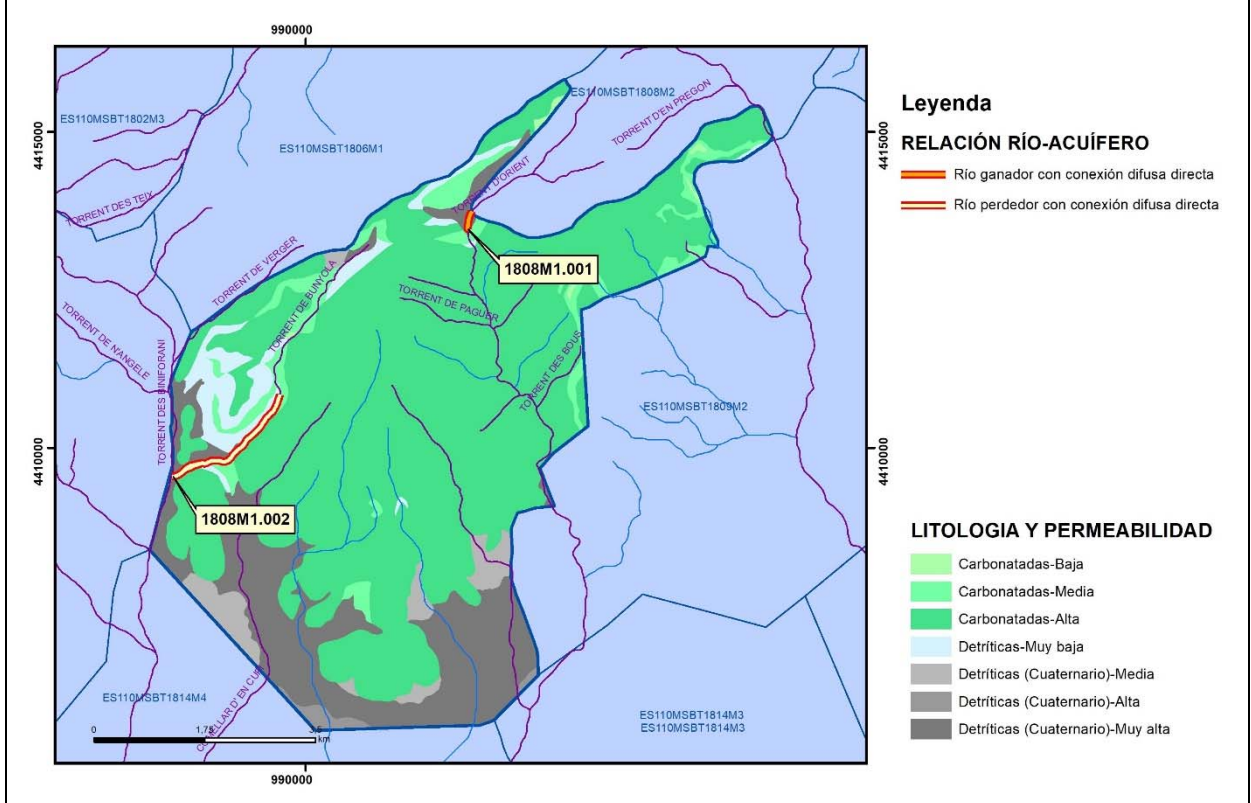 990000
4415000
4415000
4410000
4410000
990000
ES110MSBT1802M3
ES110MSBT1806M1
ES110MSBT1808M2
TORRENT D'EN PREGON
TORRENT DES TEIX
TORRENT D'ORIENT
TORRENT DE VERGER
1808M1.001
TORRENT DE BUNYOLA
TORRENT DE PAGUER
TORRENT DE N'ANGELE
TORRENT DES BINIFORANI
TORRENT DES BOUS
ES110MSBT1809M2
1808M1.002
ES110MSBT1814M4
ES110MSBT1814M3
ES110MSBT1814M3
0
km
Leyenda
RELACIÓN RÍO-ACUÍFERO
Río ganador con conexión difusa directa
Río perdedor con conexión difusa directa
LITOLOGIA Y PERMEABILIDAD
Carbonatadas-Baja
Carbonatadas-Media
Carbonatadas-Alta
Detríticas-Muy baja
Detríticas (Cuaternario)-Media
Detríticas (Cuaternario)-Alta
Detríticas (Cuaternario)-Muy alta